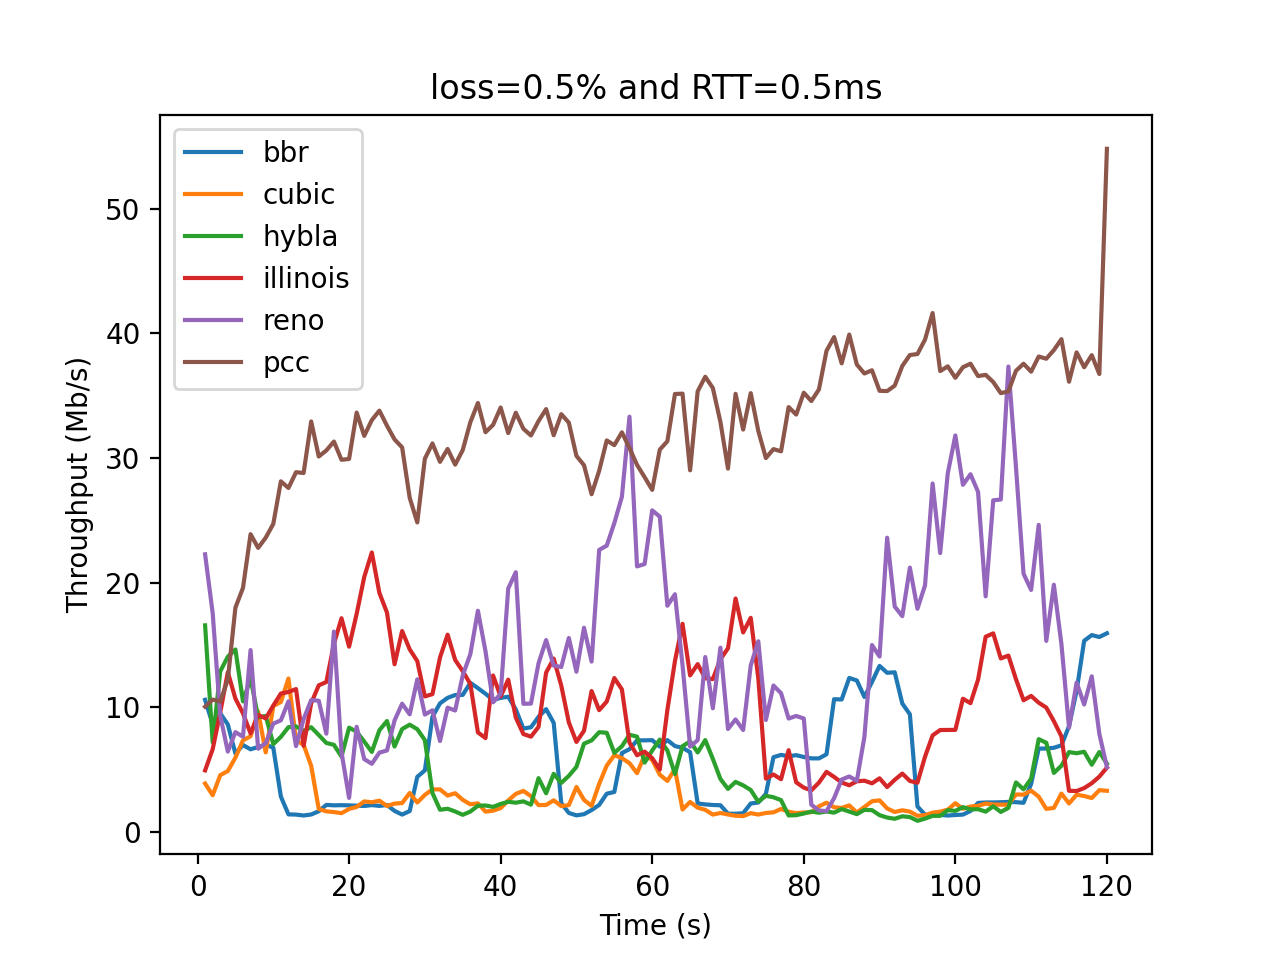 loss=0.5% and RTT=0.5ms
bbr
cubic
hybla
illinois
reno
pcc
Throughput (Mb/s)
50
40
30
20
10
0
0 20 40 60 80 100 120
Time (s)